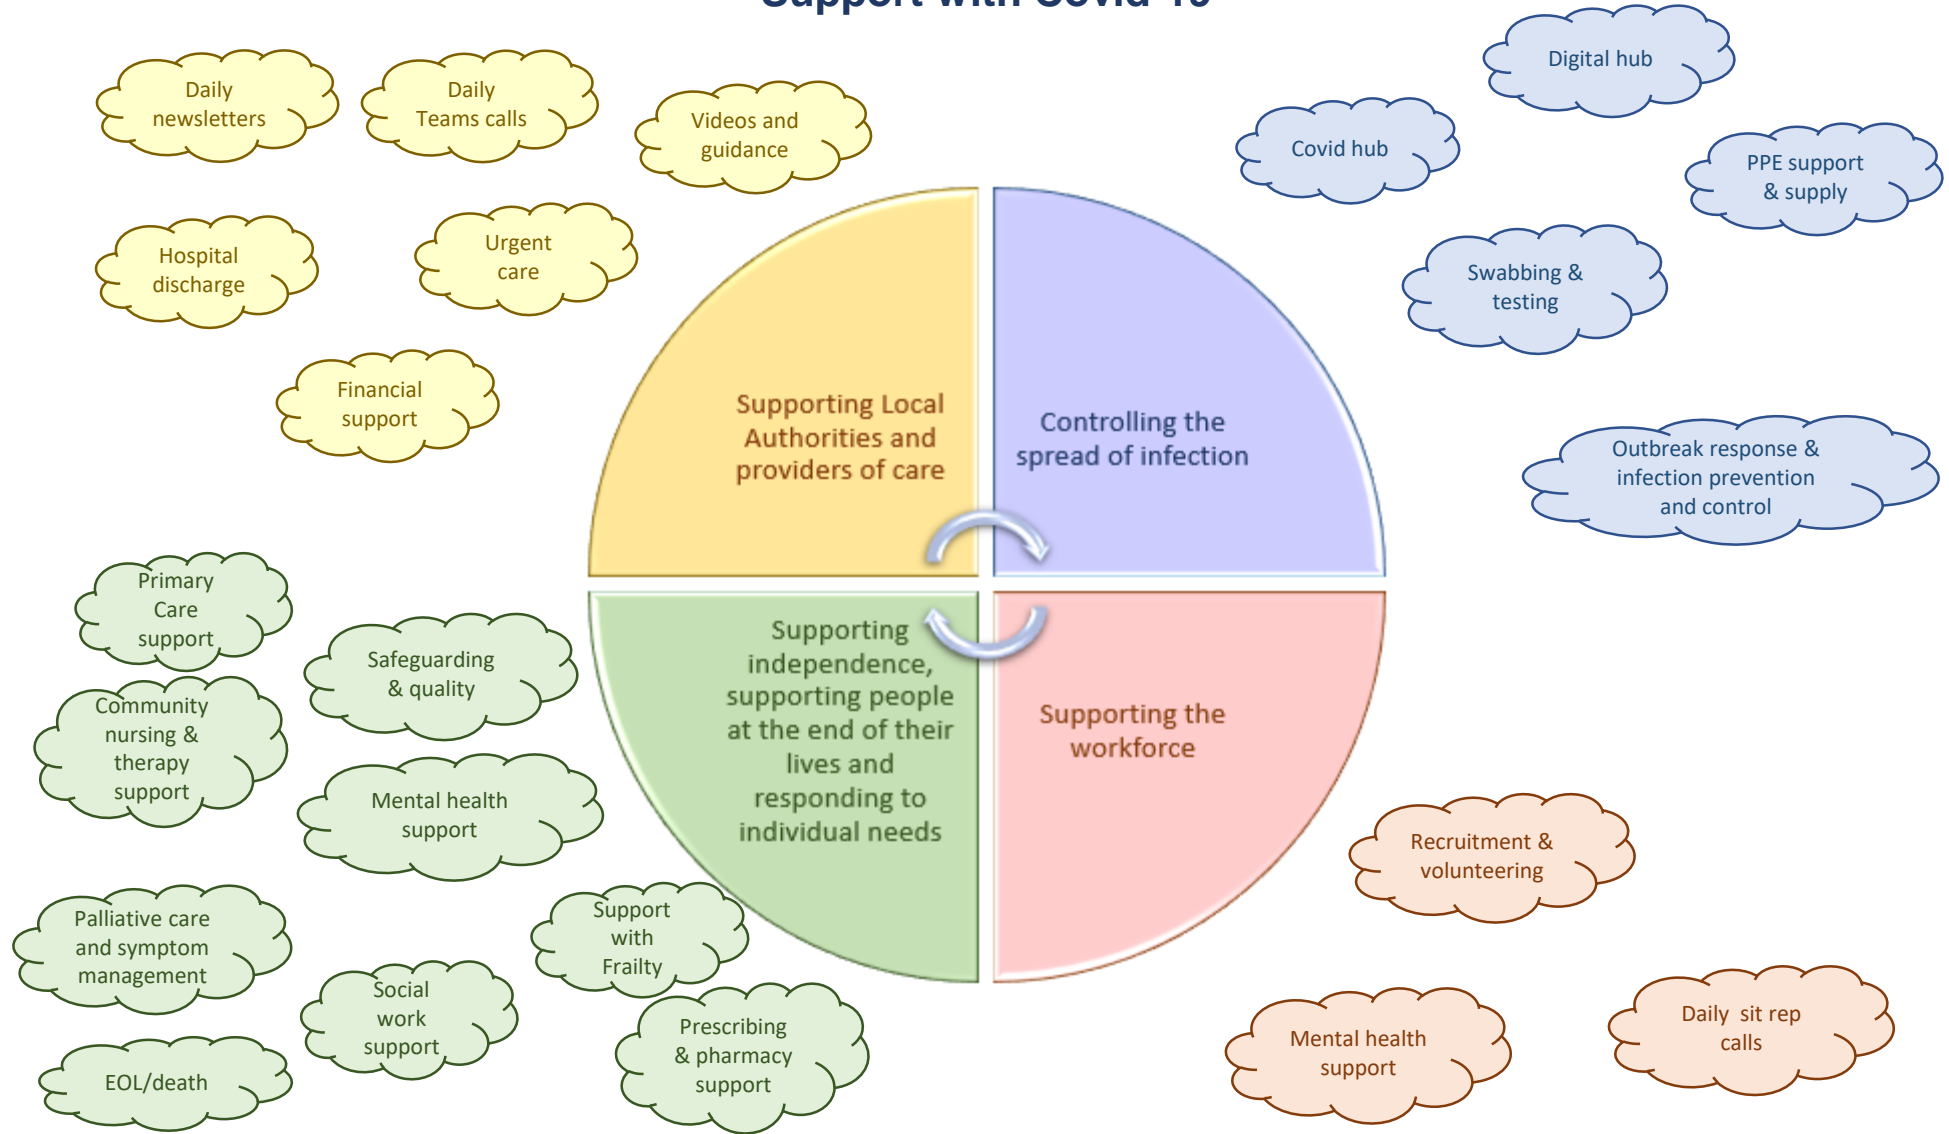 Support with Covid-19
Daily
newsletters
Daily
Teams calls
Videos and
guidance
Hospital
discharge
Urgent
care
Financial
support
Digital hub
Covid hub
PPE support
& supply
Swabbing &
testing
Outbreak response &
infection prevention
and control
Supporting Local
Authorities and
providers of care
Controlling the
spread of infection
Supporting
independence,
supporting people
at the end of their
lives and
responding to
individual needs
Supporting the
workforce
Primary
Care
support
Safeguarding
& quality
Community
nursing &
therapy
support
Mental health
support
Palliative care
and symptom
management
Support
with
Frailty
Social
work
support
Prescribing
& pharmacy
support
EOL/death
Recruitment &
volunteering
Mental health
support
Daily  sit rep
calls